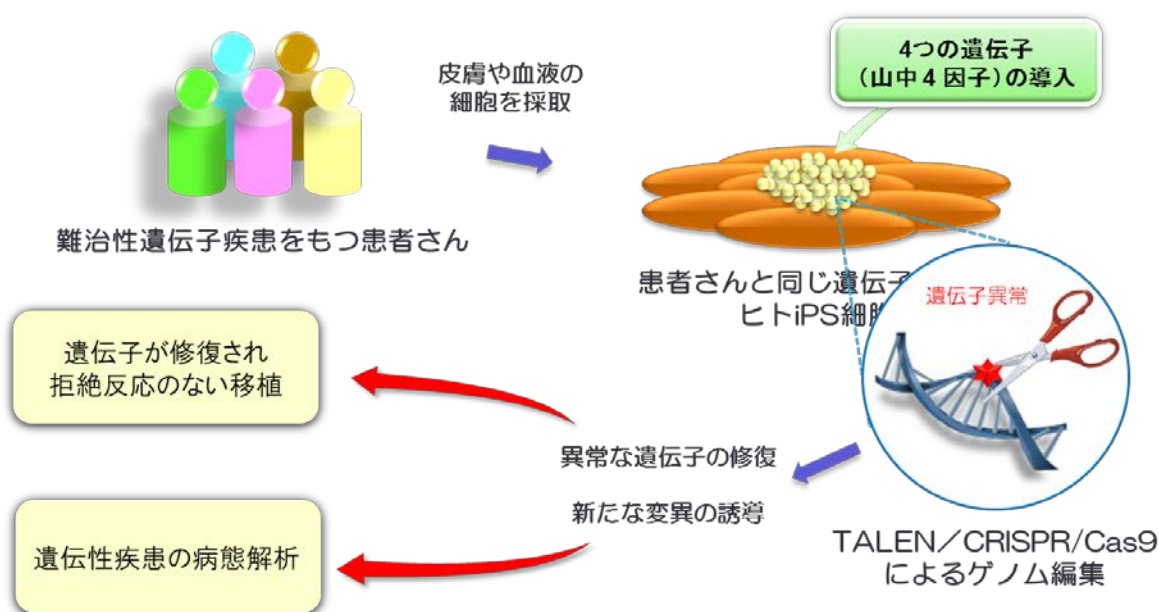 4つの遺伝子
（山中４因子）の導入
皮膚や血液の
細胞を採取
難治性遺伝子疾患をもつ患者さん
患者さんと同じ遺伝子
ヒトiPS細胞
遺伝子異常
遺伝子が修復され
拒絶反応のない移植
異常な遺伝子の修復
新たな変異の誘導
遺伝性疾患の病態解析
TALEN／CRISPR/Cas9
によるゲノム編集